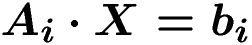 A_i · X = b_i